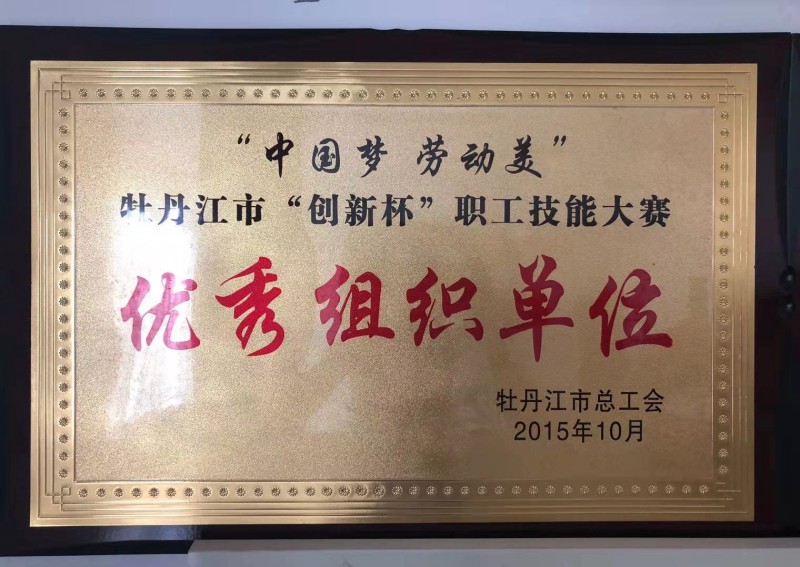 “中国梦 劳动美”
牡丹江市“创新杯”职工技能大赛
优秀组织单位
牡丹江市总工会
2015年10月